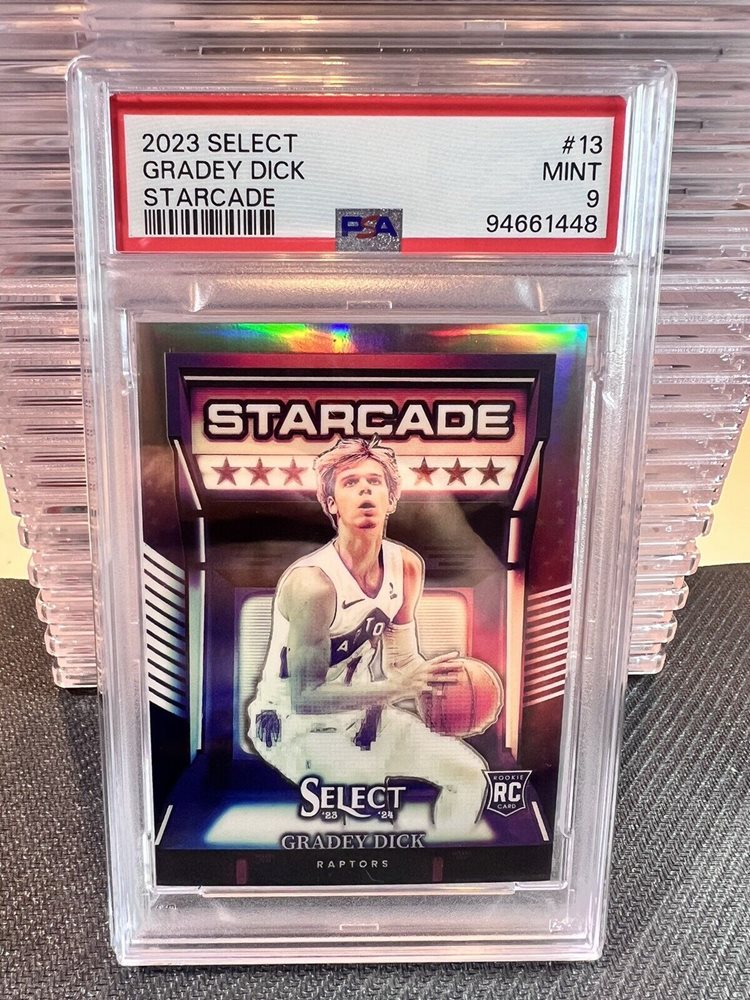 2023 SELECT #13
GRADEY DICK MINT
STARCADE 9
PSA 94661448
STARCADE
APTO
SELECT
'23 '24
ROOKIE
RC
CARD
GRADEY DICK
RAPTORS